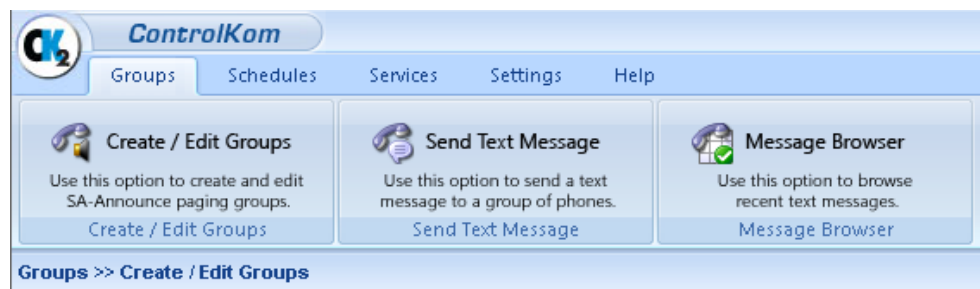 CK2
ControlKom
Groups Schedules Services Settings Help
Create / Edit Groups
Use this option to create and edit
SA-Announce paging groups.
Create / Edit Groups
Send Text Message
Use this option to send a text
message to a group of phones.
Send Text Message
Message Browser
Use this option to browse
recent text messages.
Message Browser
Groups >> Create / Edit Groups